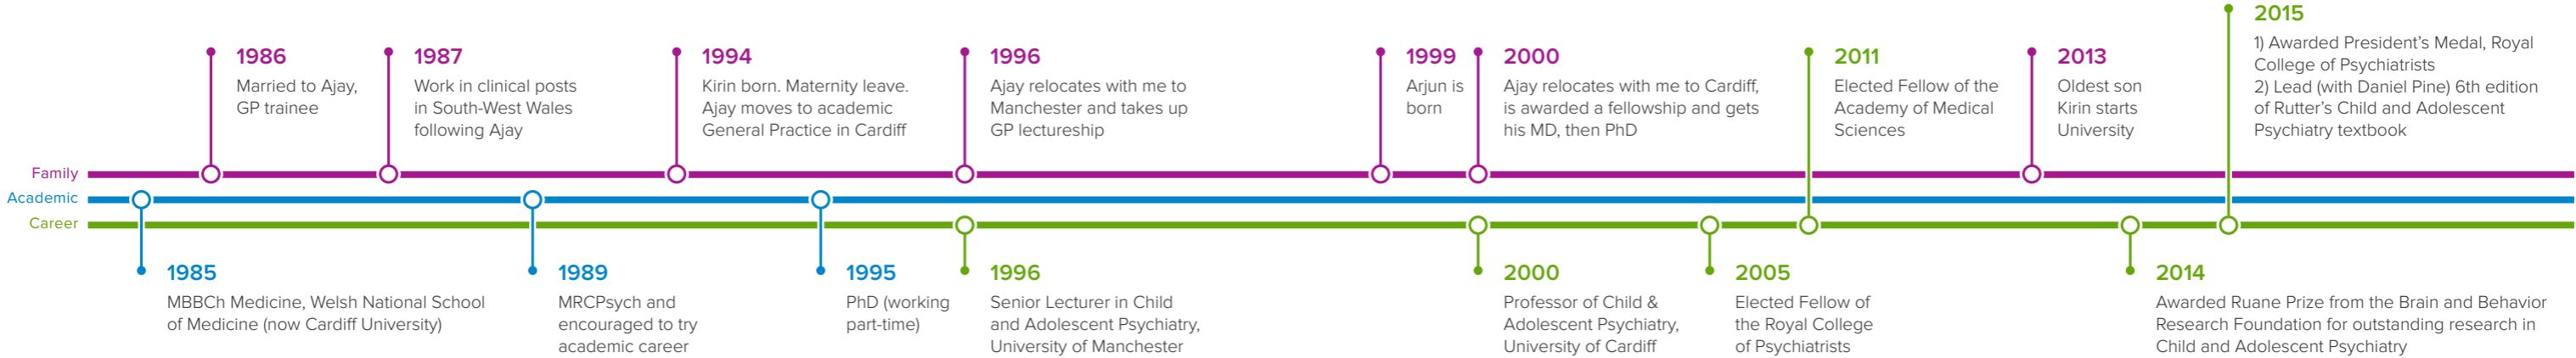 1986
Married to Ajay,
GP trainee
1987
Work in clinical posts
in South-West Wales
following Ajay
1994
Kirin born. Maternity leave.
Ajay moves to academic
General Practice in Cardiff
1996
Ajay relocates with me to
Manchester and takes up
GP lectureship
1999
Arjun is
born
2000
Ajay relocates with me to Cardiff,
is awarded a fellowship and gets
his MD, then PhD
2011
Elected Fellow of the
Academy of Medical
Sciences
2013
Oldest son
Kirin starts
University
2015
1) Awarded President’s Medal, Royal
College of Psychiatrists
2) Lead (with Daniel Pine) 6th edition
of Rutter’s Child and Adolescent
Psychiatry textbook
Family
Academic
Career
1985
MBBCh Medicine, Welsh National School
of Medicine (now Cardiff University)
1989
MRCPsych and
encouraged to try
academic career
1995
PhD (working
part-time)
1996
Senior Lecturer in Child
and Adolescent Psychiatry,
University of Manchester
2000
Professor of Child &
Adolescent Psychiatry,
University of Cardiff
2005
Elected Fellow of
the Royal College
of Psychiatrists
2014
Awarded Ruane Prize from the Brain and Behavior
Research Foundation for outstanding research in
Child and Adolescent Psychiatry